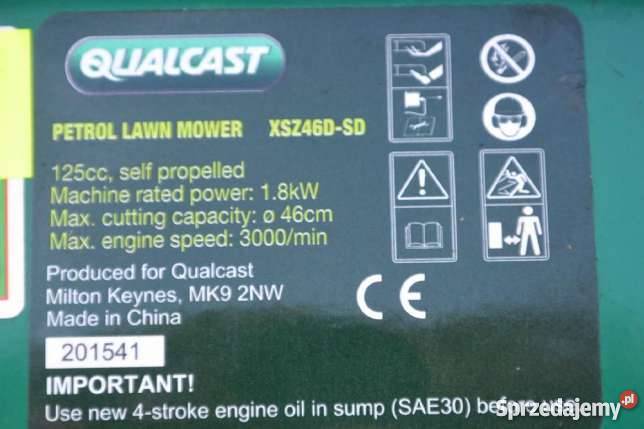 QUALCAST
PETROL LAWN MOWER XSZ46D-SD
125cc, self propelled
Machine rated power: 1.8kW
Max. cutting capacity: ø 46cm
Max. engine speed: 3000/min
Produced for Qualcast
Milton Keynes, MK9 2NW
Made in China
CE
201541
IMPORTANT!
Use new 4-stroke engine oil in sump (SAE30) before use
Sprzedajemy.pl